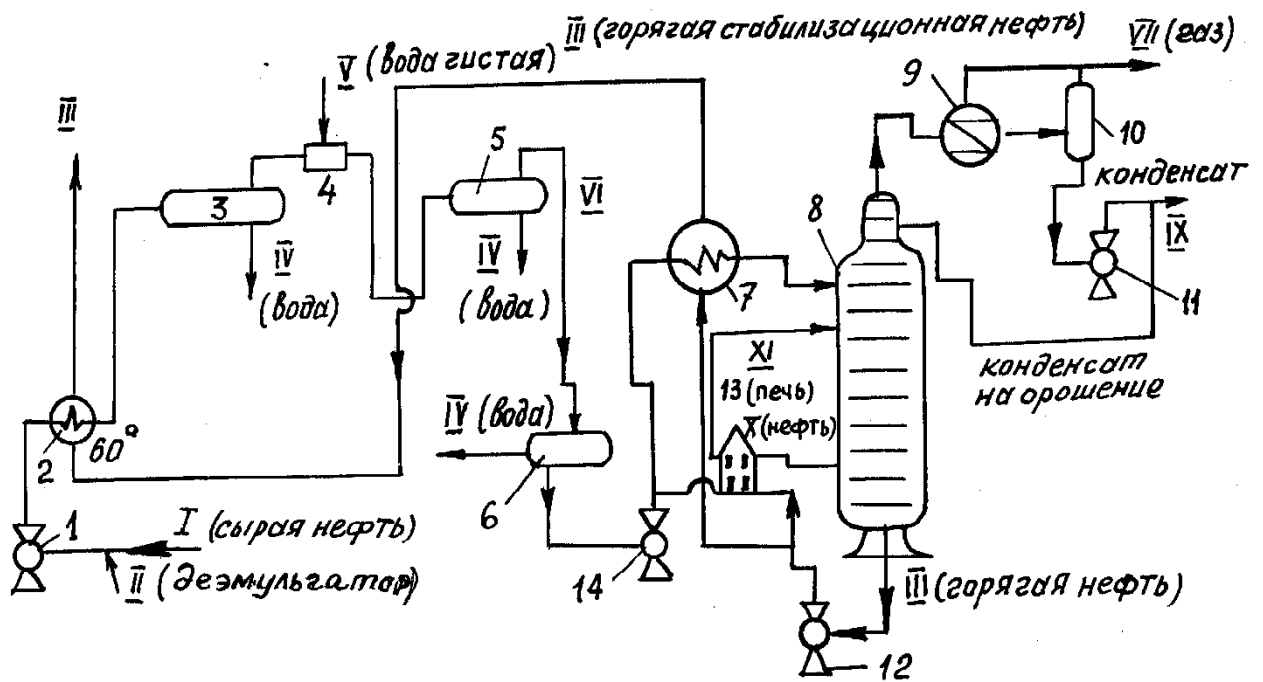 III (горячая стабилизационная нефть)
VII (газ)
V (вода гистая)
III
9
10
5
4
3
VI
конденсат
IX
8
IV
(вода)
IV
(вода)
7
11
XI
13 (печь)
X (нефть)
конденсат
на орошение
IV (вода)
2
60°
6
1
I (сырая нефть)
II (деэмульгатор)
14
III (горягая нефть)
12